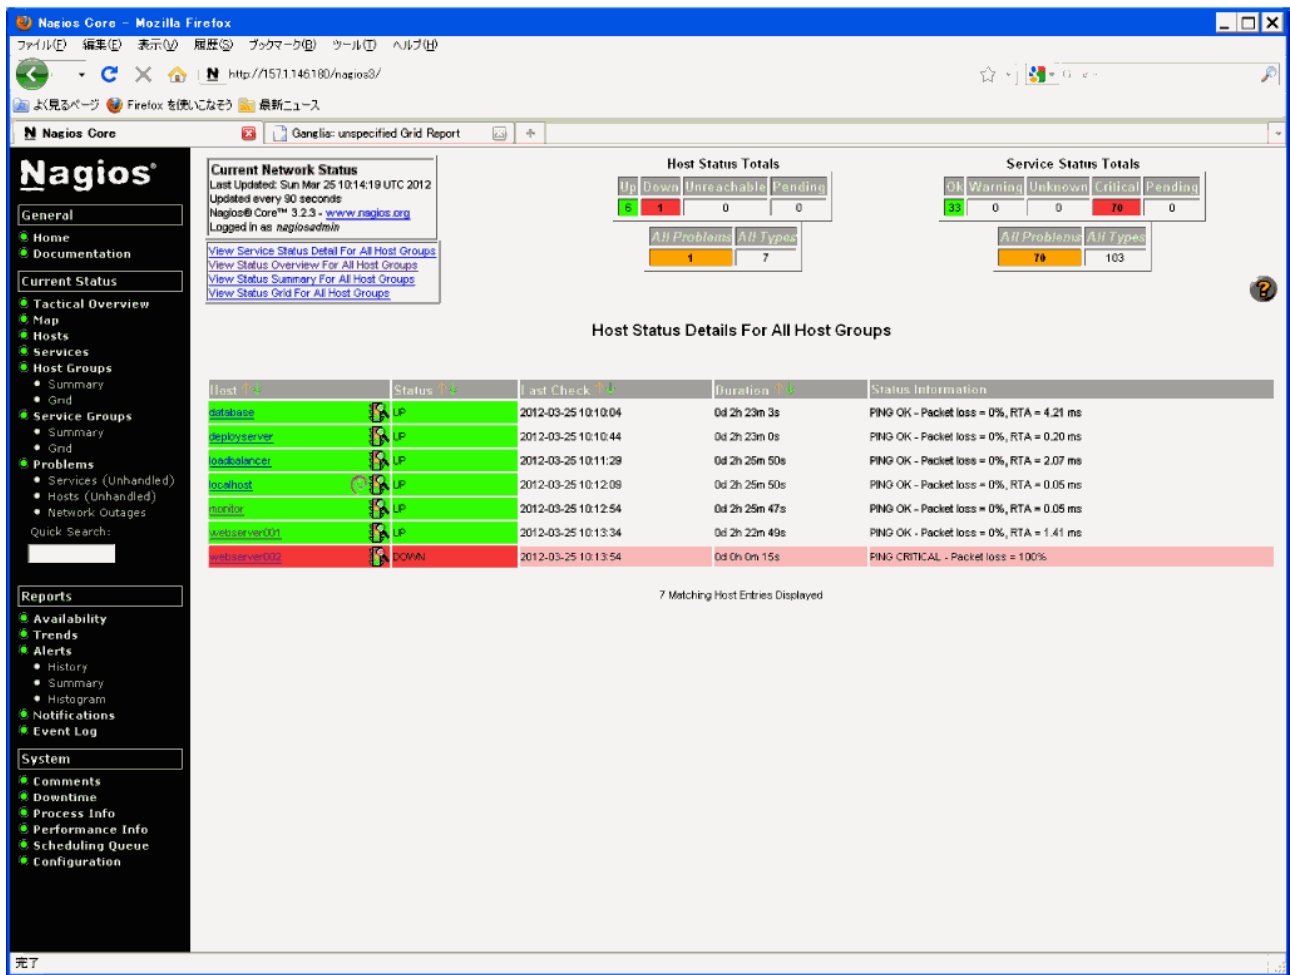 Nagios Core - Mozilla Firefox
ファイル(F) 編集(E) 表示(V) 履歴(S) ブックマーク(B) ツール(T) ヘルプ(H)
http://157.1.146.180/nagios3/
よく見るページ Firefox を使いこなそう 最新ニュース
Nagios Core Ganglia: unspecified Grid Report
Nagios®
General
Home
Documentation
Current Status
Tactical Overview
Map
Hosts
Services
Host Groups
Summary
Grid
Service Groups
Summary
Grid
Problems
Services (Unhandled)
Hosts (Unhandled)
Network Outages
Quick Search:
Reports
Availability
Trends
Alerts
History
Summary
Histogram
Notifications
Event Log
System
Comments
Downtime
Process Info
Performance Info
Scheduling Queue
Configuration
Current Network Status
Last Updated: Sun Mar 25 10:14:19 UTC 2012
Updated every 90 seconds
Nagios® Core™ 3.2.3 - www.nagios.org
Logged in as nagiosadmin
View Service Status Detail For All Host Groups
View Status Overview For All Host Groups
View Status Summary For All Host Groups
View Status Grid For All Host Groups
Host Status Totals
Up Down Unreachable Pending
6 1 0 0
All Problems All Types
1 7
Service Status Totals
Ok Warning Unknown Critical Pending
33 0 0 70 0
All Problems All Types
70 103
Host Status Details For All Host Groups
Host Status Last Check Duration Status Information
database UP 2012-03-25 10:10:04 0d 2h 23m 3s PING OK - Packet loss = 0%, RTA = 4.21 ms
deployserver UP 2012-03-25 10:10:44 0d 2h 23m 0s PING OK - Packet loss = 0%, RTA = 0.20 ms
loadbalancer UP 2012-03-25 10:11:29 0d 2h 25m 50s PING OK - Packet loss = 0%, RTA = 2.07 ms
localhost UP 2012-03-25 10:12:09 0d 2h 25m 50s PING OK - Packet loss = 0%, RTA = 0.05 ms
monitor UP 2012-03-25 10:12:54 0d 2h 25m 47s PING OK - Packet loss = 0%, RTA = 0.05 ms
webserver001 UP 2012-03-25 10:13:34 0d 2h 22m 49s PING OK - Packet loss = 0%, RTA = 1.41 ms
webserver002 DOWN 2012-03-25 10:13:54 0d 0h 0m 15s PING CRITICAL - Packet loss = 100%
7 Matching Host Entries Displayed
完了